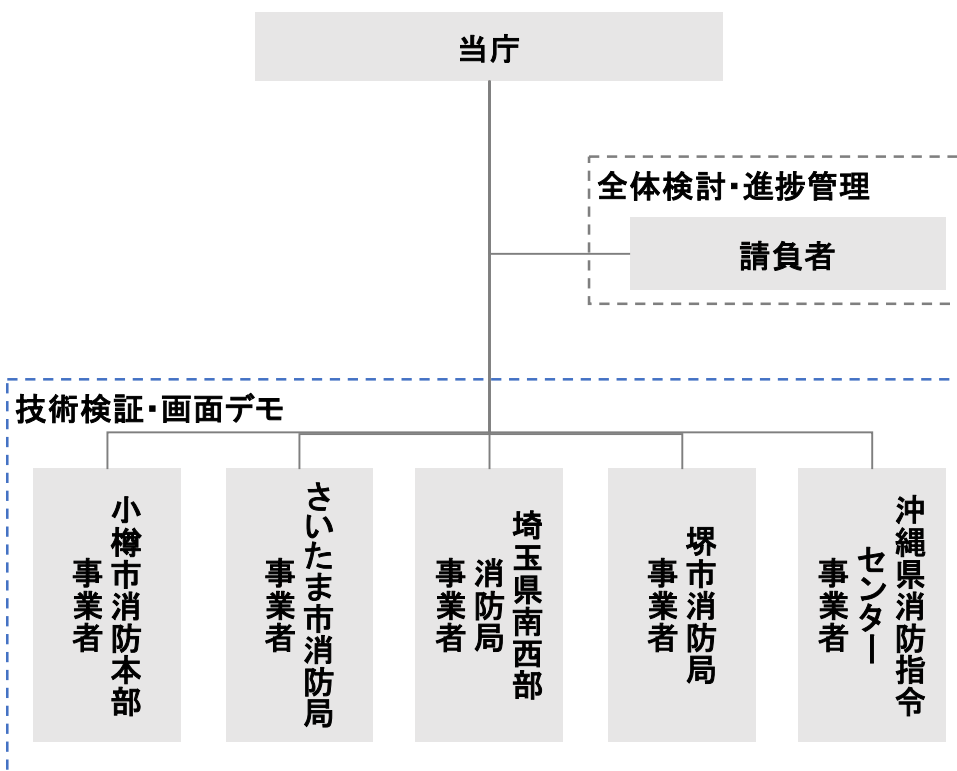 当庁
全体検討・進捗管理
請負者
技術検証・画面デモ
小樽市消防本部
事業者
さいたま市消防局
事業者
埼玉県南西部
消防局
事業者
堺市消防局
事業者
沖縄県消防指令
センター
事業者